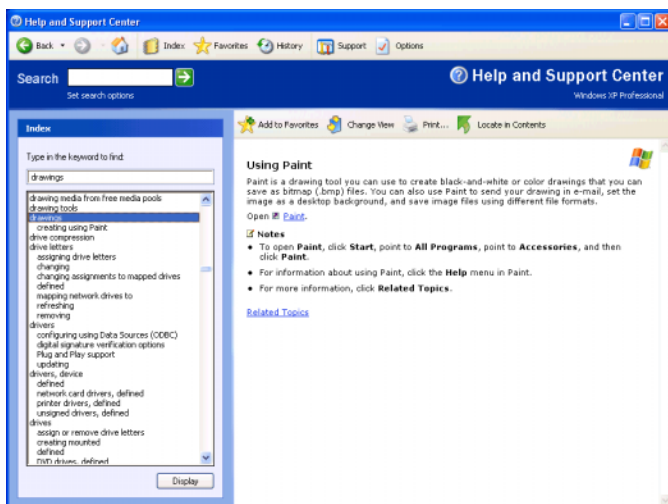 Help and Support Center
Back Index Favorites History Support Options
Search
Set search options
Help and Support Center
Windows XP Professional
Index
Type in the keyword to find:
drawings
drawing media from free media pools
drawing tools
drawings
creating using Paint
drive compression
drive letters
assigning drive letters
changing
changing assignments to mapped drives
defined
mapping network drives to
refreshing
removing
drivers
configuring using Data Sources (ODBC)
digital signature verification options
Plug and Play support
updating
drivers, device
defined
network card drivers, defined
printer drivers, defined
unsigned drivers, defined
drives
assign or remove drive letters
creating mounted
defined
DVD drives, defined
Display
Add to Favorites Change View Print... Locate in Contents
Using Paint
Paint is a drawing tool you can use to create black-and-white or color drawings that you can
save as bitmap (.bmp) files. You can also use Paint to send your drawing in e-mail, set the
image as a desktop background, and save image files using different file formats.
Open Paint.
Notes
• To open Paint, click Start, point to All Programs, point to Accessories, and then
click Paint.
• For information about using Paint, click the Help menu in Paint.
• For more information, click Related Topics.
Related Topics